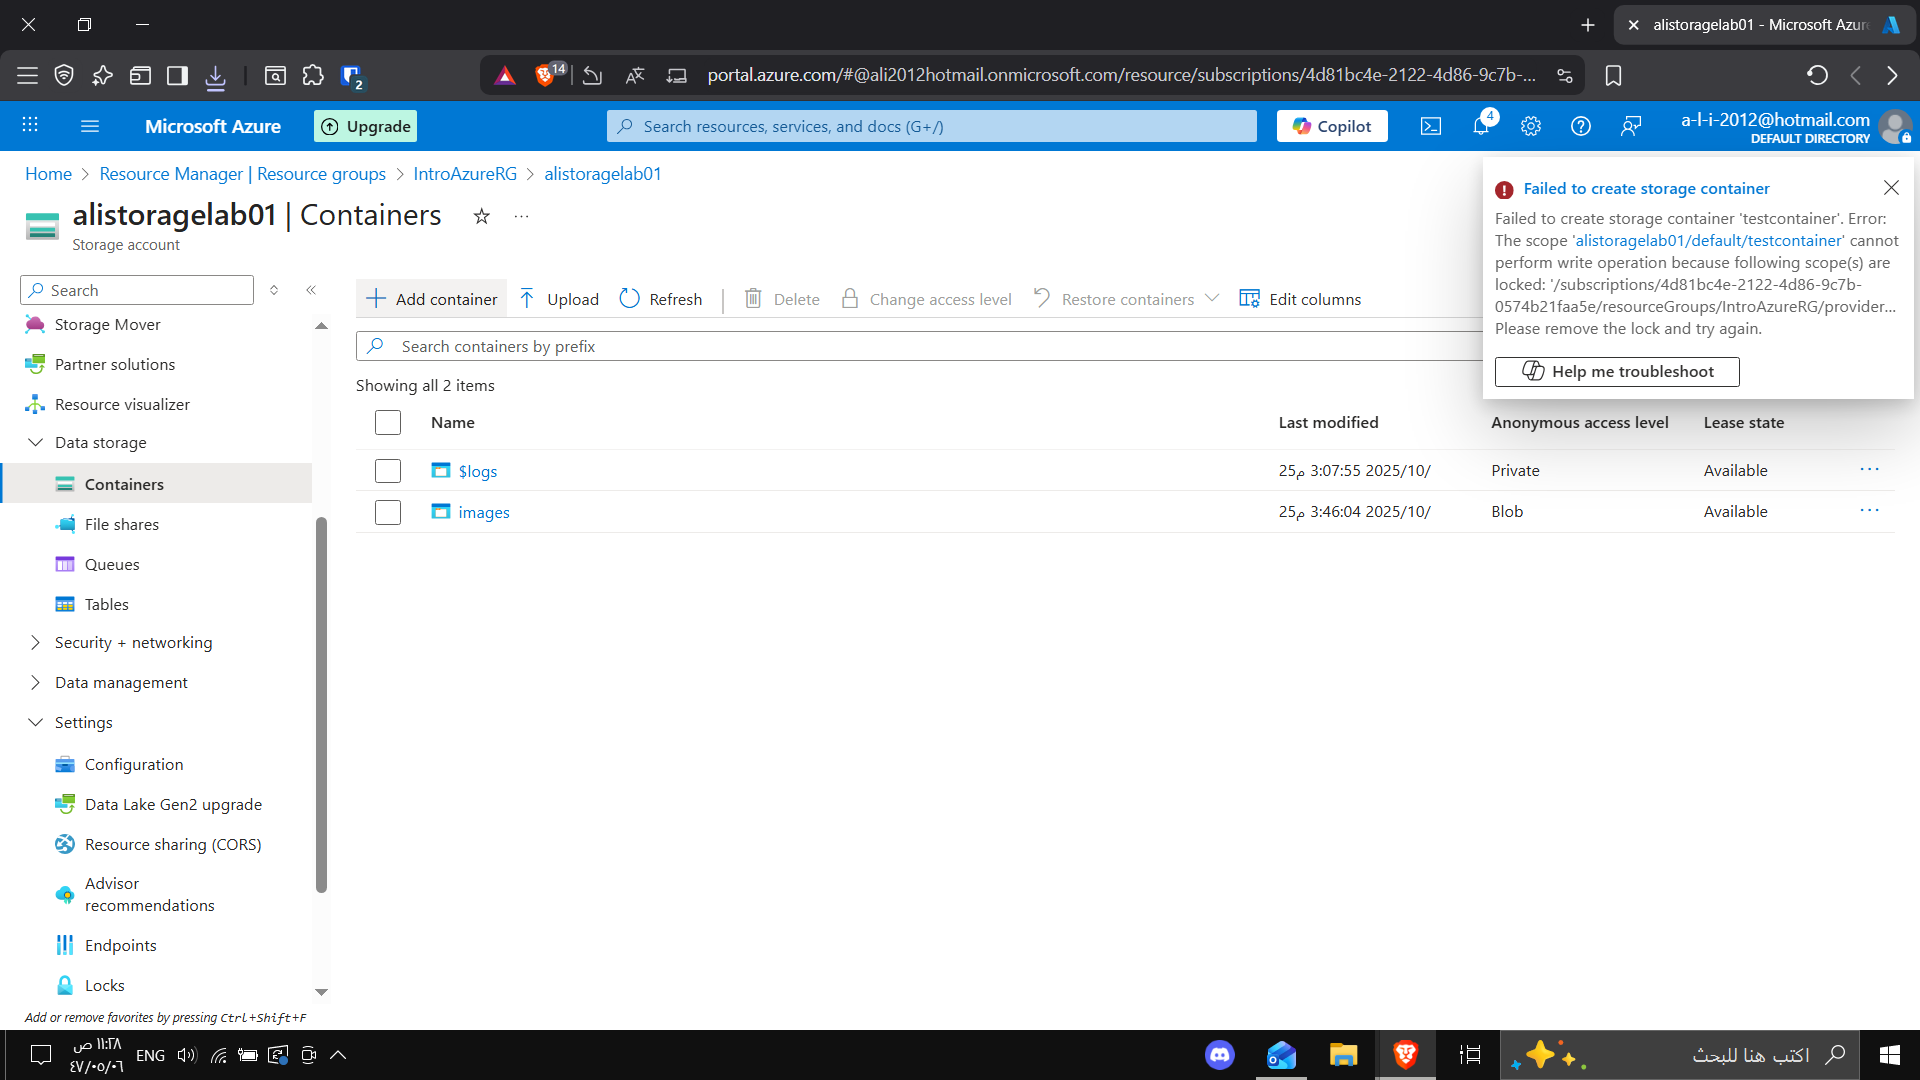 alistoragelab01 - Microsoft Azur
14
2
portal.azure.com/#@ali2012hotmail.onmicrosoft.com/resource/subscriptions/4d81bc4e-2122-4d86-9c7b-...
Microsoft Azure
Upgrade
Search resources, services, and docs (G+/)
Copilot
4
a-l-i-2012@hotmail.com
DEFAULT DIRECTORY
Home > Resource Manager | Resource groups > IntroAzureRG > alistoragelab01
alistoragelab01 | Containers
Storage account
Search
Storage Mover
Partner solutions
Resource visualizer
Data storage
Containers
File shares
Queues
Tables
Security + networking
Data management
Settings
Configuration
Data Lake Gen2 upgrade
Resource sharing (CORS)
Advisor
recommendations
Endpoints
Locks
Add or remove favorites by pressing Ctrl+Shift+F
Add container
Upload
Refresh
Delete
Change access level
Restore containers
Edit columns
Search containers by prefix
Showing all 2 items
Name Last modified Anonymous access level Lease state
$logs 25م 3:07:55 2025/10/ Private Available ...
images 25م 3:46:04 2025/10/ Blob Available ...
Failed to create storage container
Failed to create storage container 'testcontainer'. Error:
The scope 'alistoragelab01/default/testcontainer' cannot
perform write operation because following scope(s) are
locked: '/subscriptions/4d81bc4e-2122-4d86-9c7b-
0574b21faa5e/resourceGroups/IntroAzureRG/provider...
Please remove the lock and try again.
Help me troubleshoot
١١:٢٨ ص
٤٧/٠٥/٠٦
ENG
اكتب هنا للبحث